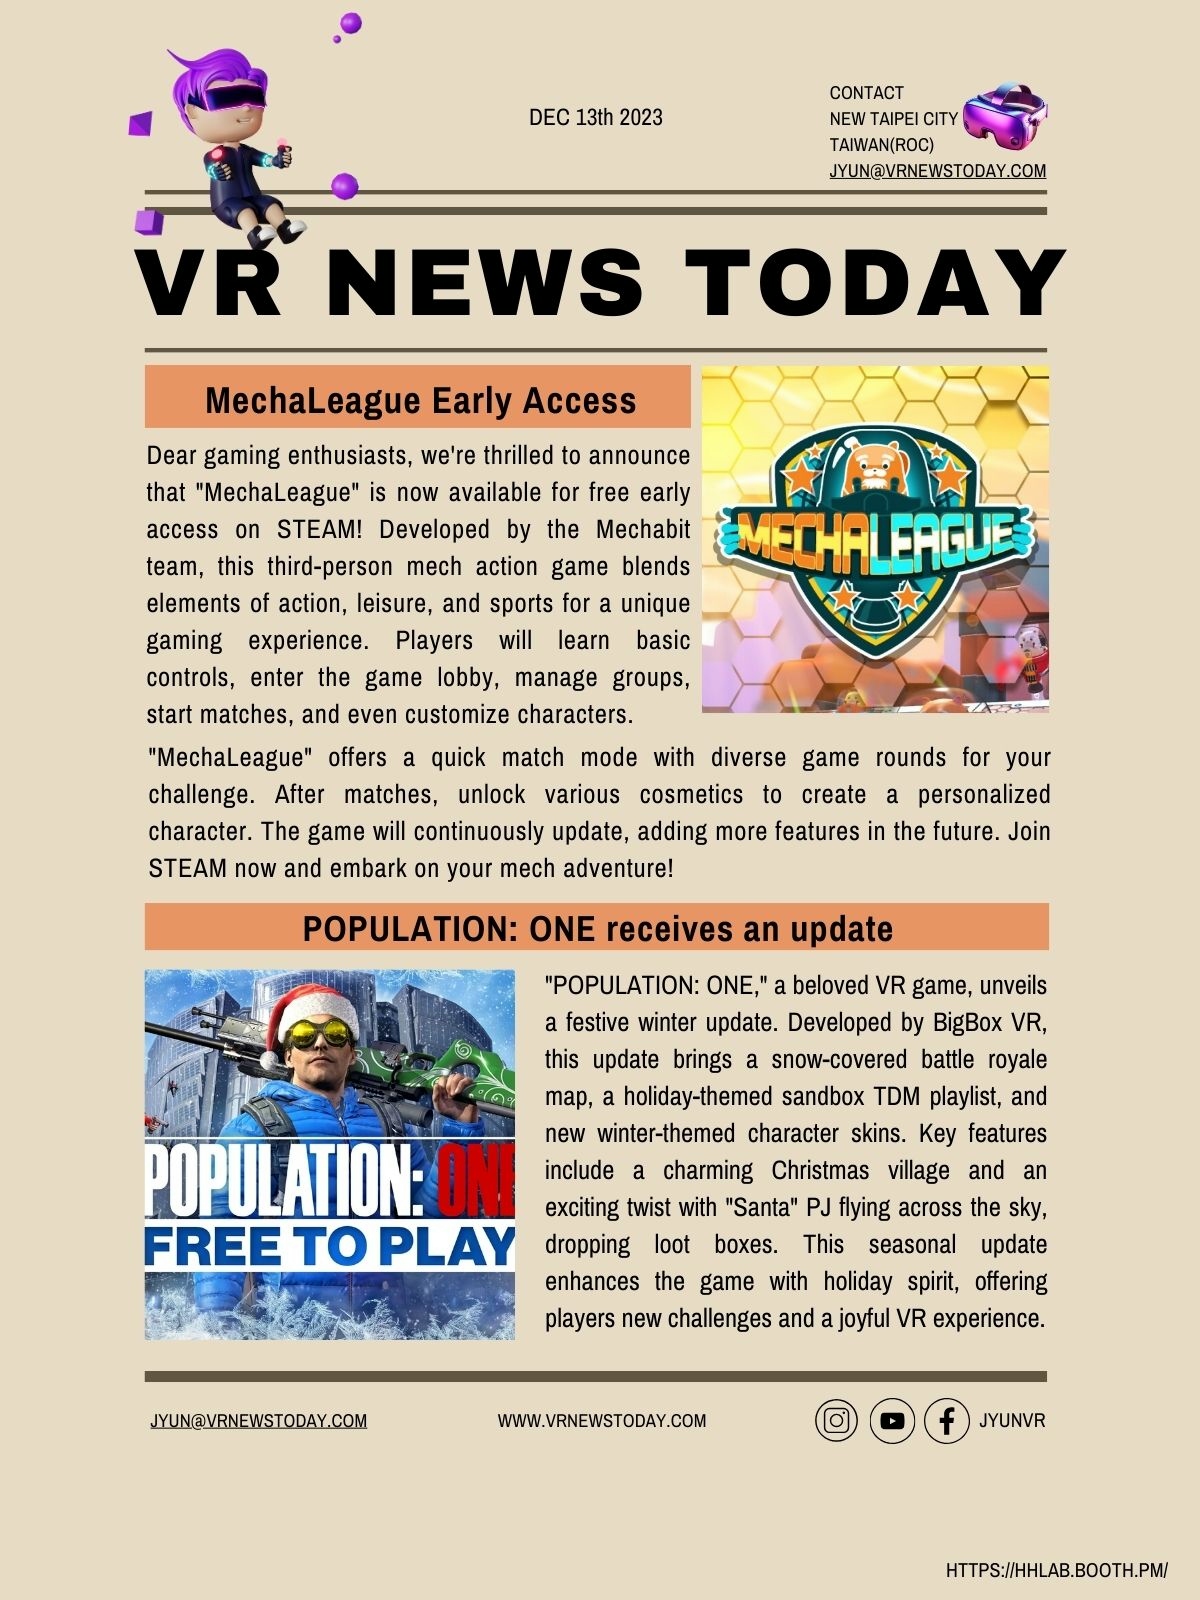 DEC 13th 2023
CONTACT
NEW TAIPEI CITY
TAIWAN(ROC)
JYUN@VRNEWSTODAY.COM
VR NEWS TODAY
MechaLeague Early Access
Dear gaming enthusiasts, we're thrilled to announce
that "MechaLeague" is now available for free early
access on STEAM! Developed by the Mechabit
team, this third-person mech action game blends
elements of action, leisure, and sports for a unique
gaming experience. Players will learn basic
controls, enter the game lobby, manage groups,
start matches, and even customize characters.
MECHALEAGUE
"MechaLeague" offers a quick match mode with diverse game rounds for your
challenge. After matches, unlock various cosmetics to create a personalized
character. The game will continuously update, adding more features in the future. Join
STEAM now and embark on your mech adventure!
POPULATION: ONE receives an update
POPULATION: ONE
FREE TO PLAY
"POPULATION: ONE," a beloved VR game, unveils
a festive winter update. Developed by BigBox VR,
this update brings a snow-covered battle royale
map, a holiday-themed sandbox TDM playlist, and
new winter-themed character skins. Key features
include a charming Christmas village and an
exciting twist with "Santa" PJ flying across the sky,
dropping loot boxes. This seasonal update
enhances the game with holiday spirit, offering
players new challenges and a joyful VR experience.
JYUN@VRNEWSTODAY.COM
WWW.VRNEWSTODAY.COM
JYUNVR
HTTPS://HHLAB.BOOTH.PM/